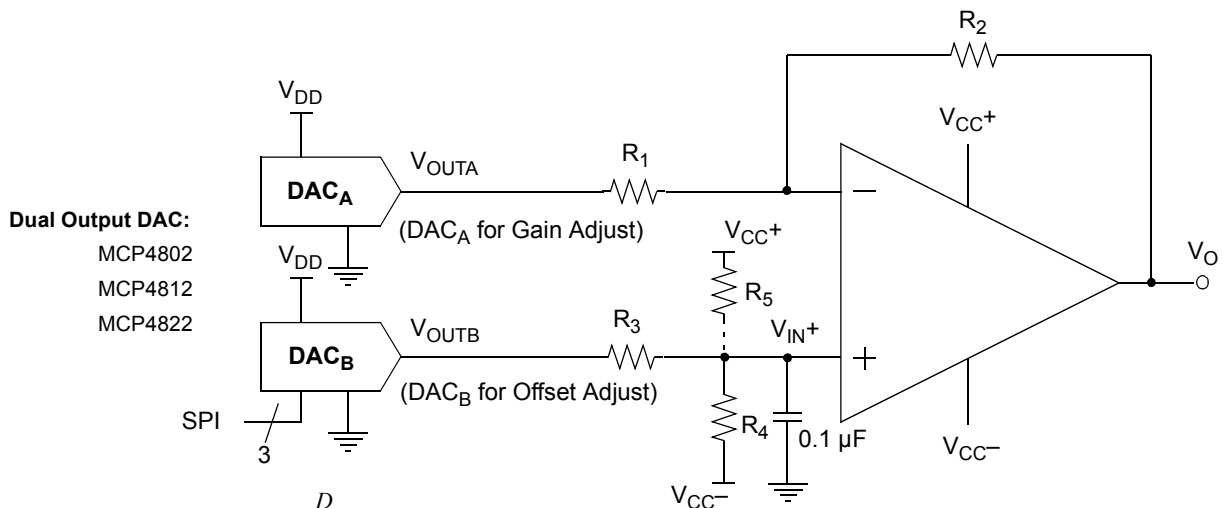 R2
VCC+
VDD
R1
VOUTA
DACA
(DACA for Gain Adjust)
Dual Output DAC:
MCP4802
MCP4812
MCP4822
VDD
VCC+
R5
VO
VOUTB
R3
VIN+
DACB
(DACB for Offset Adjust)
SPI
3
R4
0.1 µF
VCC–
VCC–
D